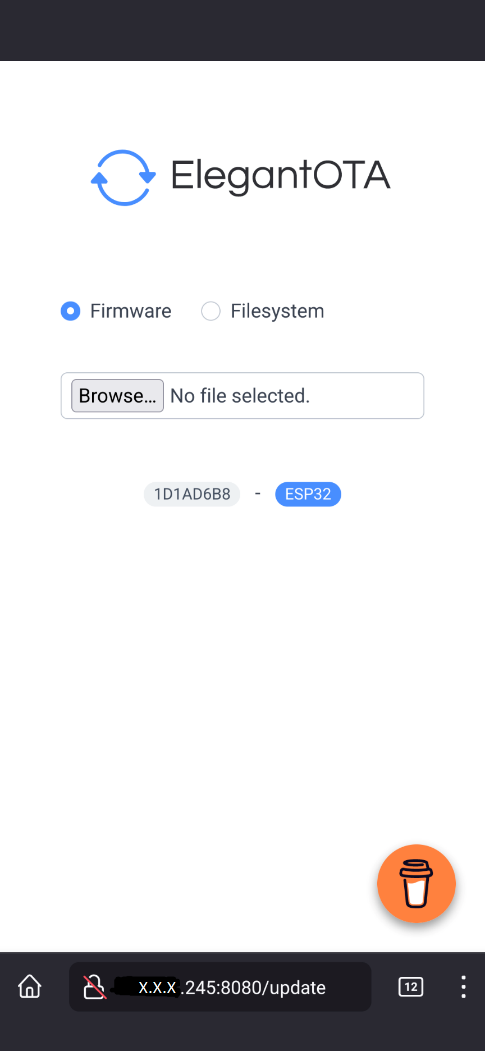 ElegantOTA
Firmware Filesystem
Browse... No file selected.
1D1AD6B8 - ESP32
X.X.X.245:8080/update 12